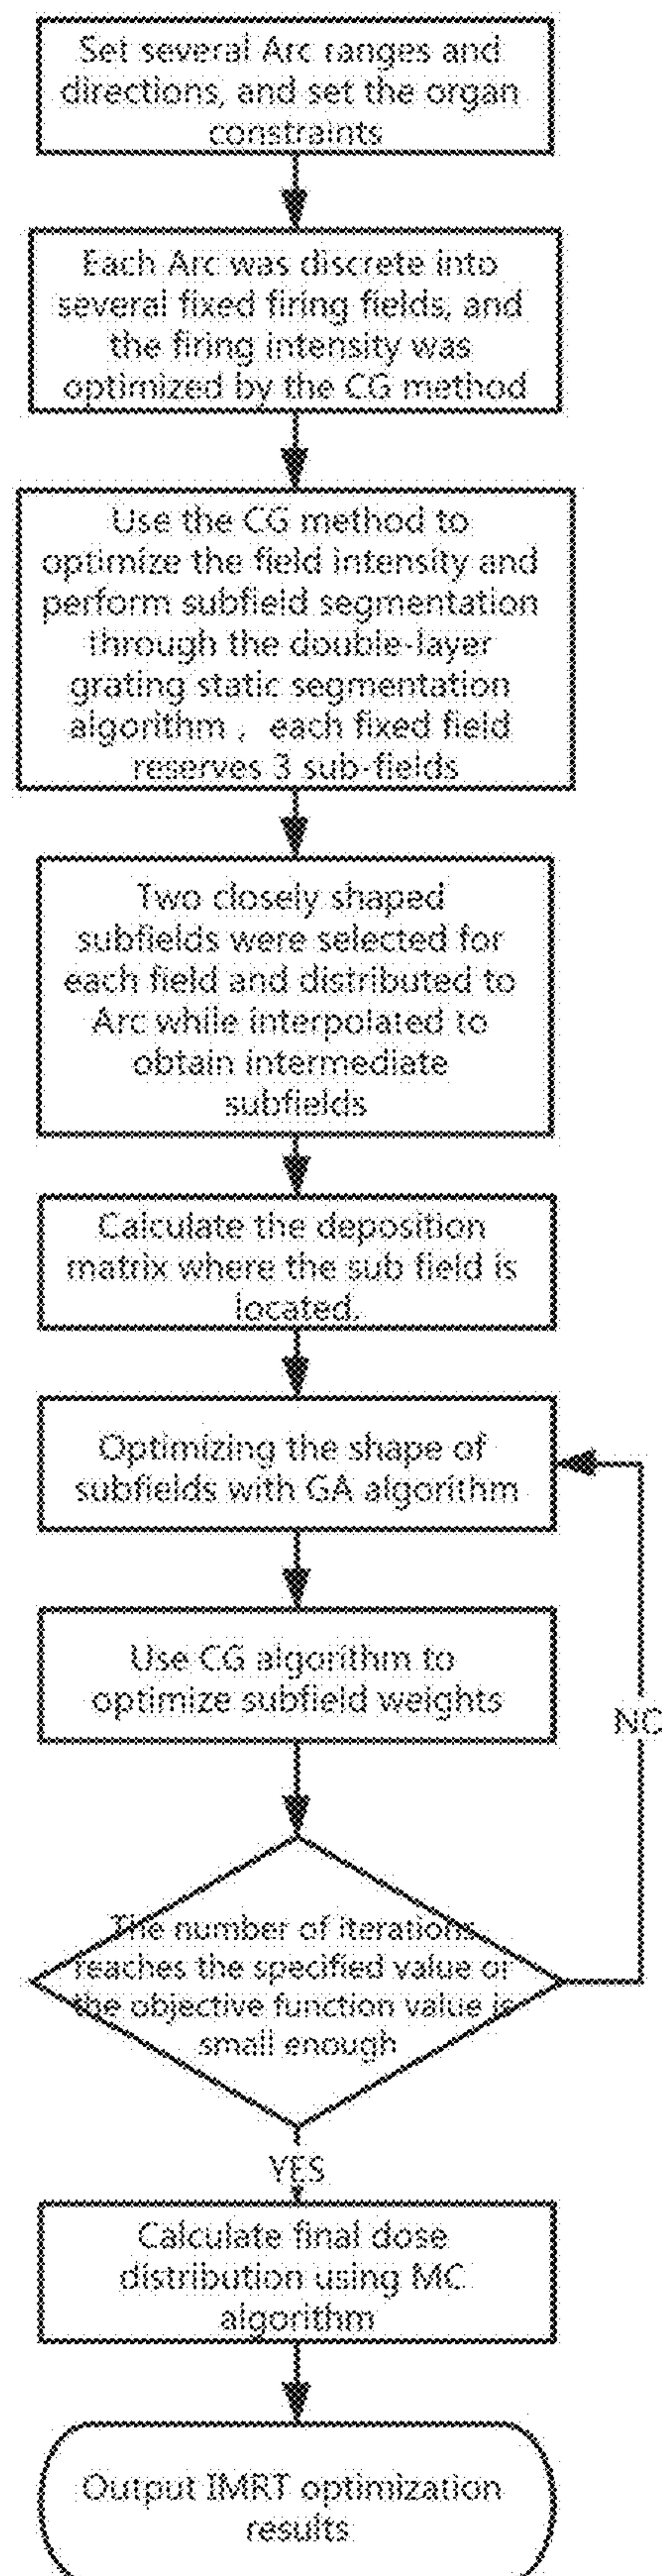 Set several Arc ranges and
directions, and set the organ
constraints
Each Arc was discrete into
several fixed firing fields, and
the firing intensity was
optimized by the CG method
Use the CG method to
optimize the field intensity and
perform subfield segmentation
through the double-layer
grating static segmentation
algorithm , each fixed field
reserves 3 sub-fields
Two closely shaped
subfields were selected for
each field and distributed to
Arc while interpolated to
obtain intermediate
subfields
Calculate the deposition
matrix where the sub field is
located.
Optimizing the shape of
subfields with GA algorithm
Use CG algorithm to
optimize subfield weights
NO
The number of iterations
reaches the specified value or
the objective function value is
small enough
YES
Calculate final dose
distribution using MC
algorithm
Output IMRT optimization
results